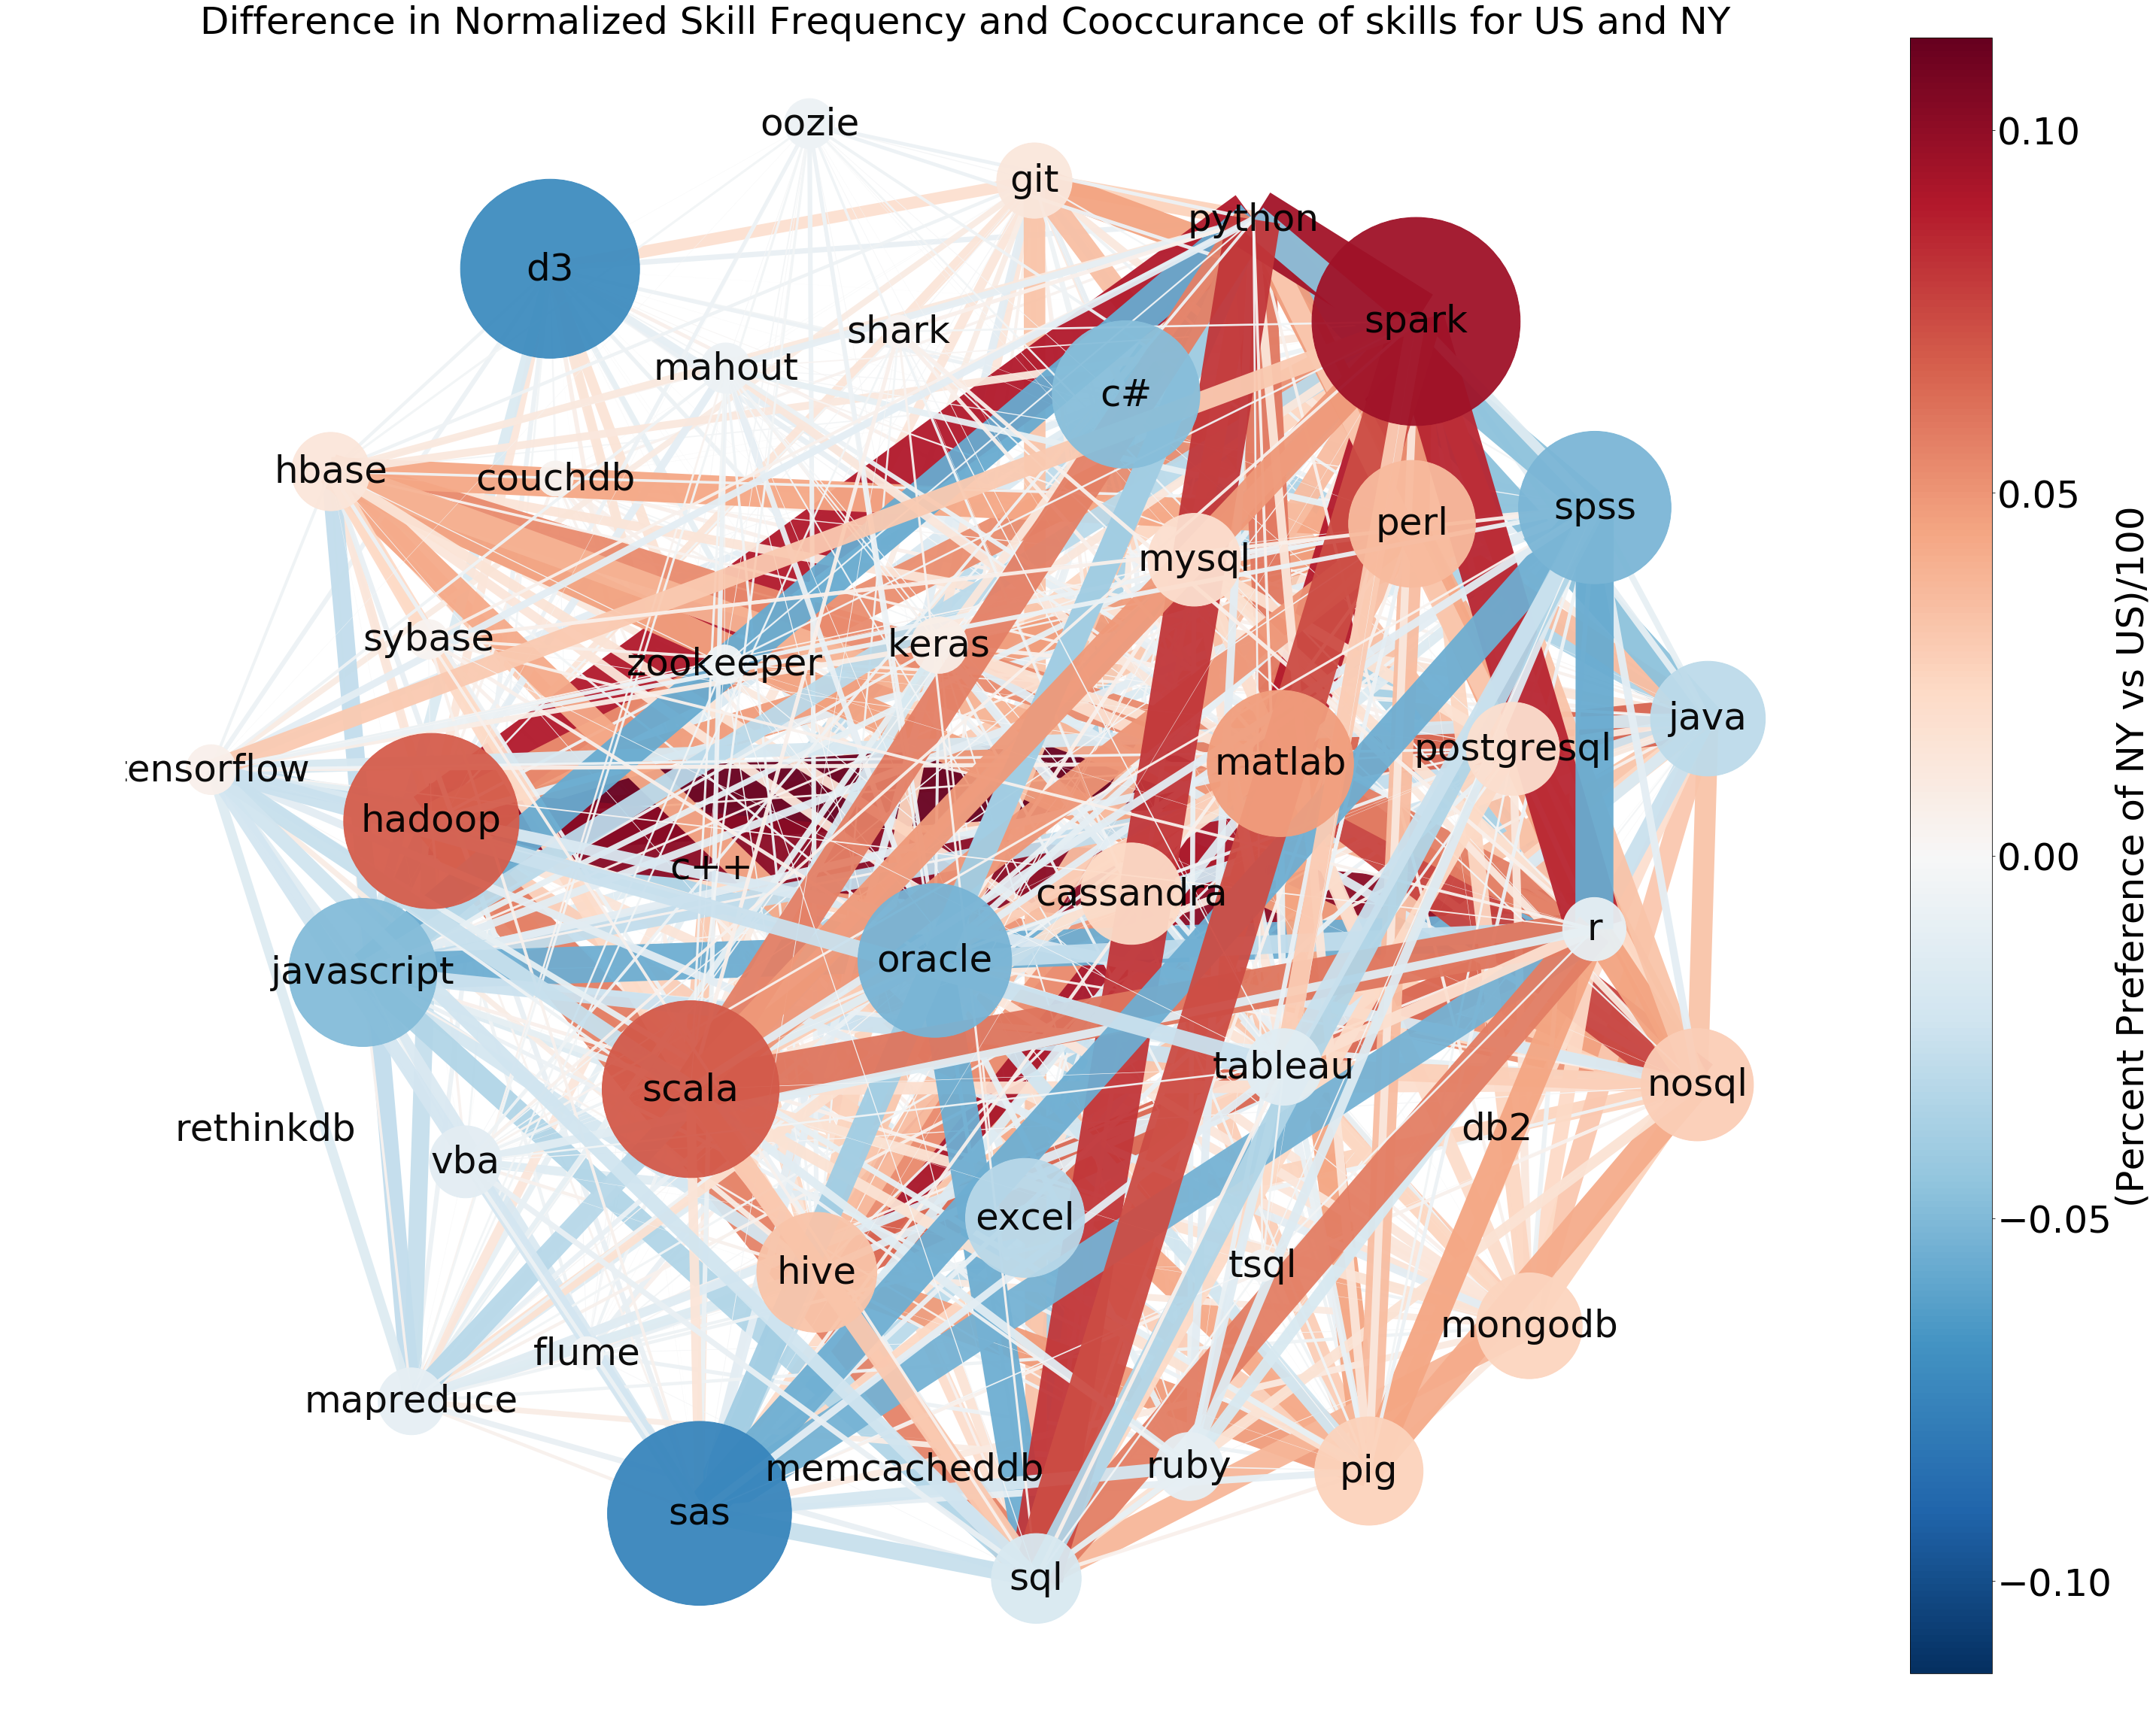 Difference in Normalized Skill Frequency and Cooccurance of skills for US and NY
oozie
git
python
d3
spark
shark
mahout
c#
hbase
couchdb
spss
perl
mysql
sybase
zookeeper
keras
java
postgresql
matlab
ensorflow
hadoop
c++
cassandra
r
oracle
javascript
tableau
scala
nosql
rethinkdb
db2
vba
excel
hive
tsql
mongodb
flume
mapreduce
memcacheddb
ruby
pig
sas
sql
0.10
0.05
0.00
−0.05
−0.10
(Percent Preference of NY vs US)/100